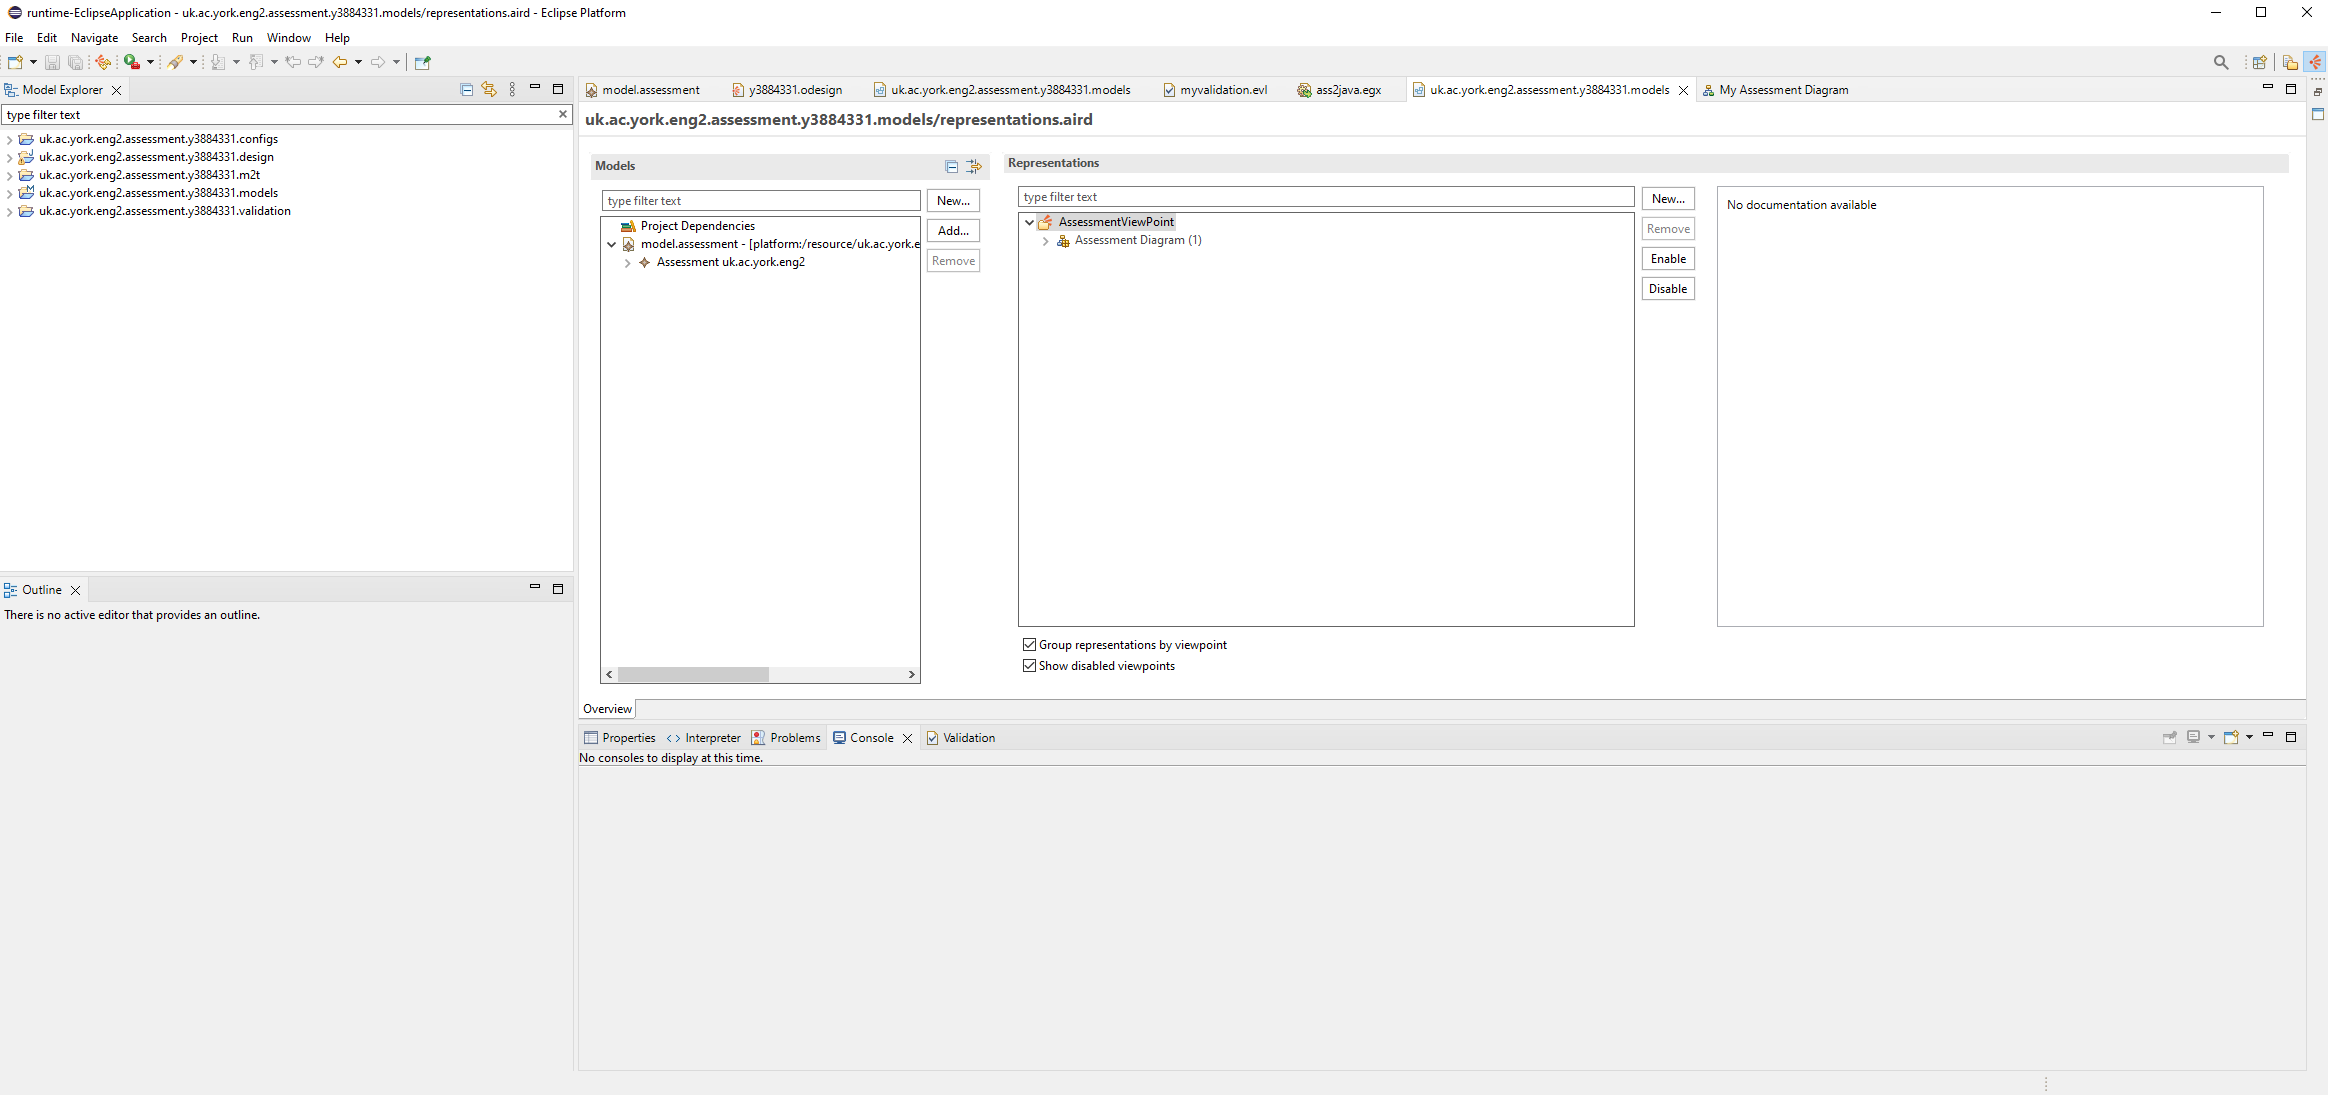 runtime-EclipseApplication - uk.ac.york.eng2.assessment.y3884331.models/representations.aird - Eclipse Platform
File Edit Navigate Search Project Run Window Help
Model Explorer
type filter text
uk.ac.york.eng2.assessment.y3884331.configs
uk.ac.york.eng2.assessment.y3884331.design
uk.ac.york.eng2.assessment.y3884331.m2t
uk.ac.york.eng2.assessment.y3884331.models
uk.ac.york.eng2.assessment.y3884331.validation
Outline
There is no active editor that provides an outline.
model.assessment y3884331.odesign uk.ac.york.eng2.assessment.y3884331.models myvalidation.evl ass2java.egx uk.ac.york.eng2.assessment.y3884331.models My Assessment Diagram
uk.ac.york.eng2.assessment.y3884331.models/representations.aird
Models
type filter text
New...
Add...
Remove
Project Dependencies
model.assessment - [platform:/resource/uk.ac.york.e
Assessment uk.ac.york.eng2
Representations
type filter text
AssessmentViewPoint
Assessment Diagram (1)
New...
Remove
Enable
Disable
No documentation available
Group representations by viewpoint
Show disabled viewpoints
Overview
Properties Interpreter Problems Console Validation
No consoles to display at this time.